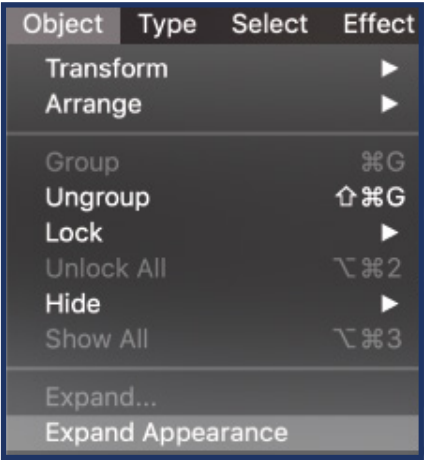 Object Type Select Effect
Transform ▶
Arrange ▶
Group ⌘G
Ungroup ⇧⌘G
Lock ▶
Unlock All ⌥⌘2
Hide ▶
Show All ⌥⌘3
Expand...
Expand Appearance